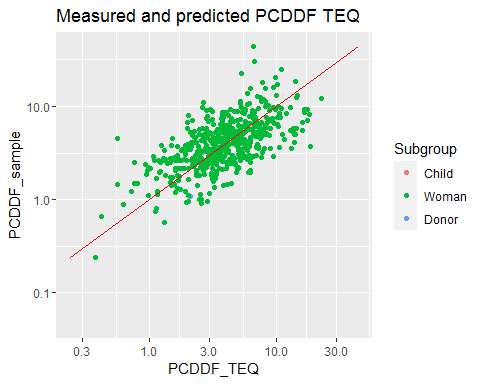 Measured and predicted PCDDF TEQ
PCDDF_sample
10.0
1.0
0.1
0.3
1.0
3.0
10.0
30.0
PCDDF_TEQ
Subgroup
Child
Woman
Donor